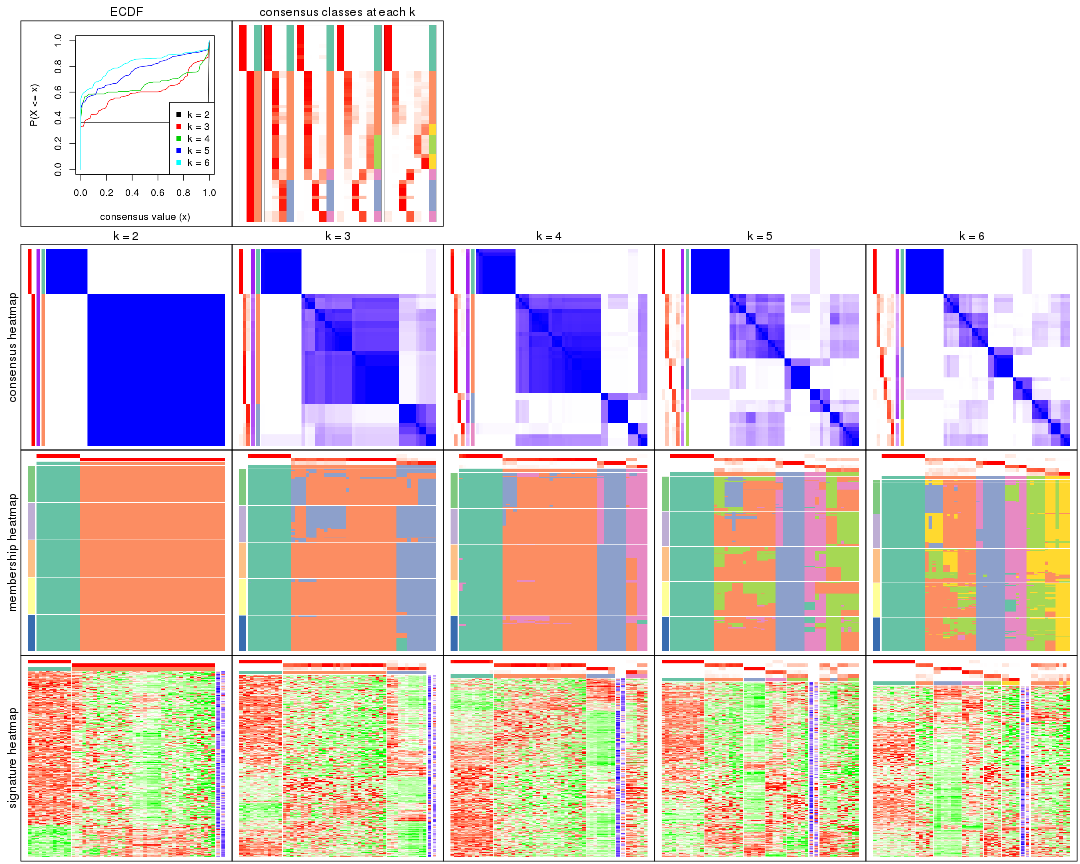 ECDF
consensus classes at each k
P(X <= x)
1.0
0.8
0.6
0.4
0.2
0.0
k = 2
k = 3
k = 4
k = 5
k = 6
0.0 0.2 0.4 0.6 0.8 1.0
consensus value (x)
k = 2
k = 3
k = 4
k = 5
k = 6
consensus heatmap
membership heatmap
signature heatmap